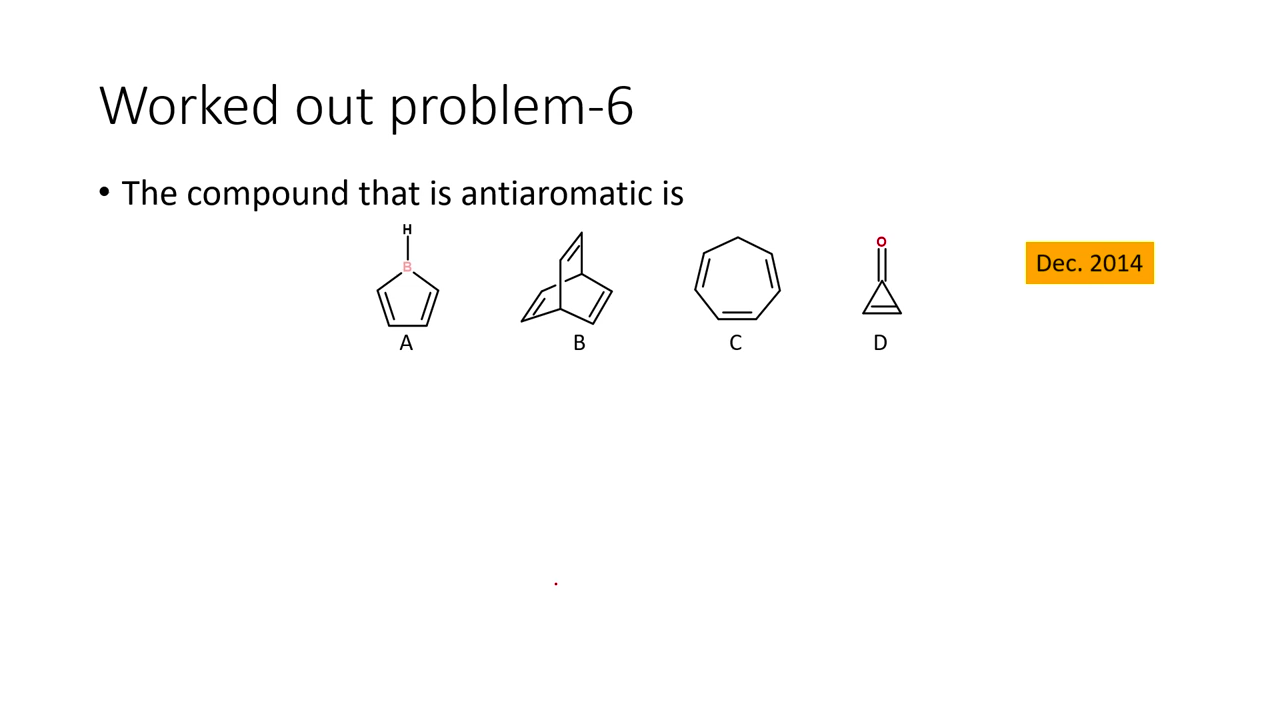 Worked out problem-6
• The compound that is antiaromatic is
H
B
O
Dec. 2014
A B C D